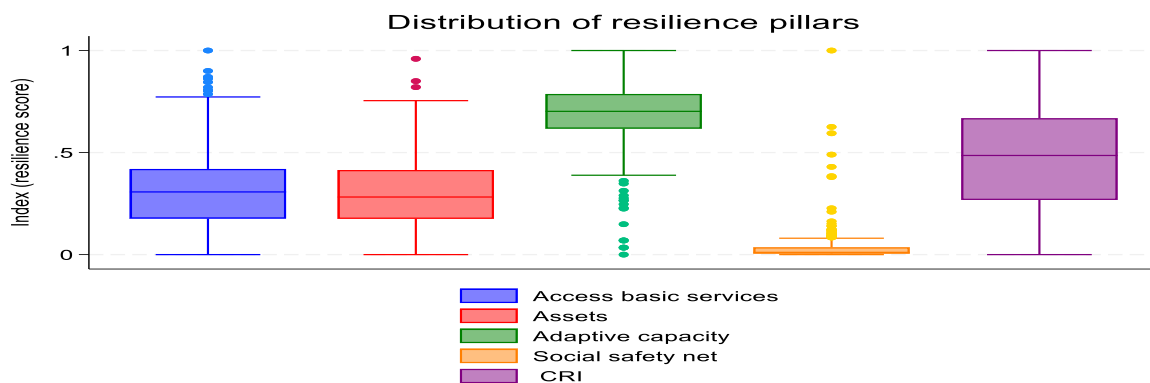 Distribution of resilience pillars
Index (resilience score)
1
.5
0
Access basic services
Assets
Adaptive capacity
Social safety net
CRI